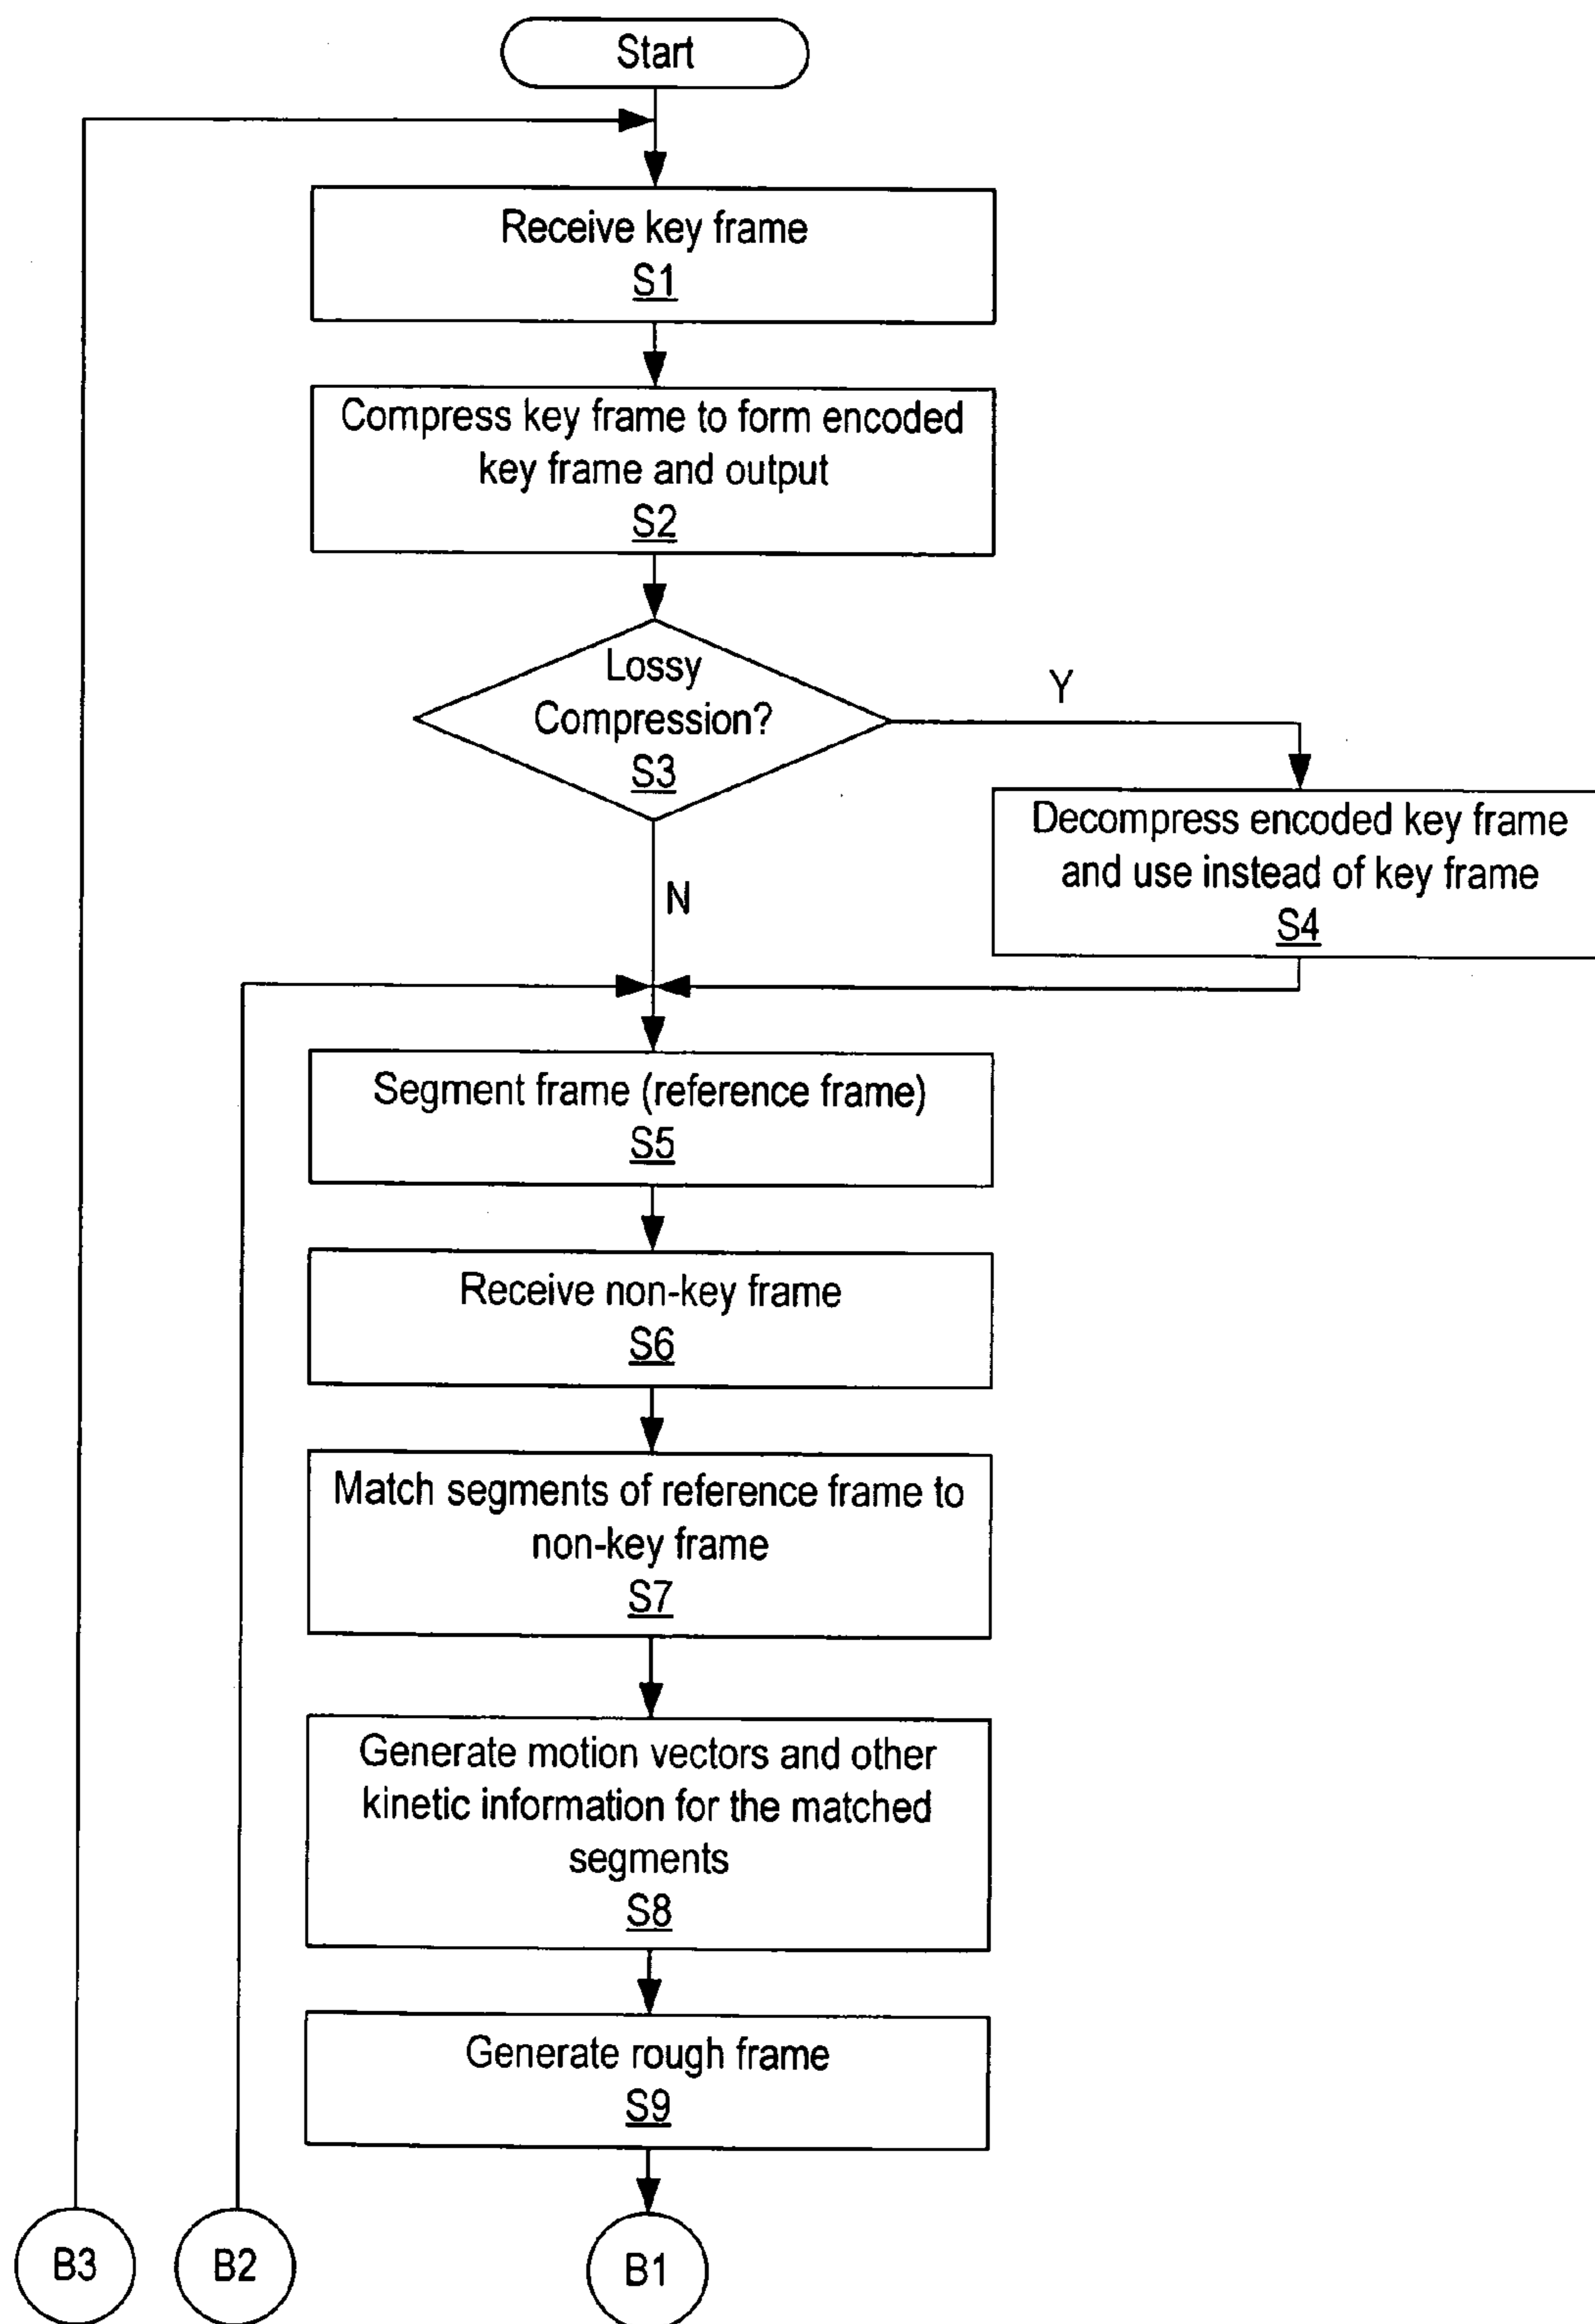 Start
Receive key frame
S1
Compress key frame to form encoded
key frame and output
S2
Lossy
Compression?
S3
Y
N
Decompress encoded key frame
and use instead of key frame
S4
Segment frame (reference frame)
S5
Receive non-key frame
S6
Match segments of reference frame to
non-key frame
S7
Generate motion vectors and other
kinetic information for the matched
segments
S8
Generate rough frame
S9
B3
B2
B1